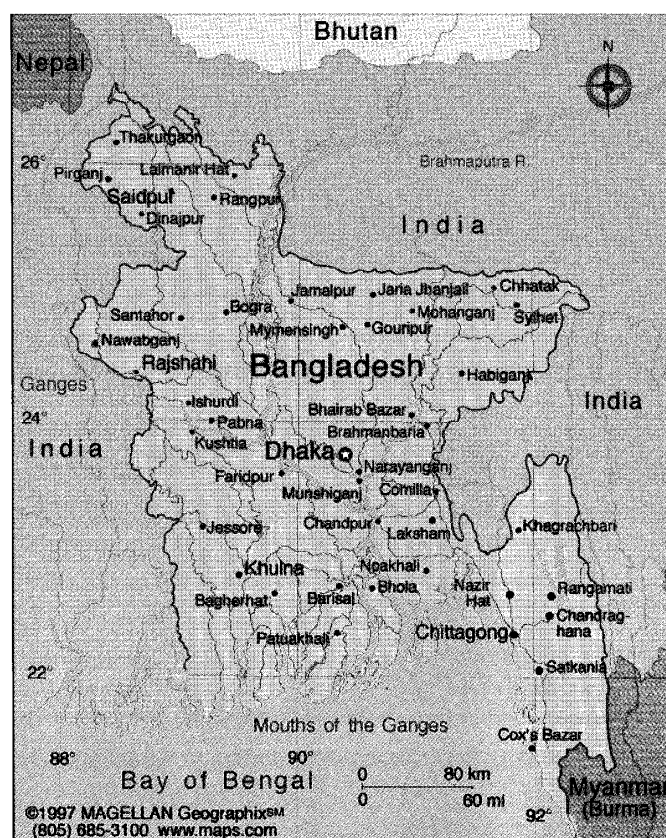 Bhutan
Nepal
N
Thakurgaon
26°
Lalmanir Hat
Brahmaputra R.
Pirganj
Saidpur
Rangpur
Dinajpur
India
Jamalpur
Jaria Jhanjail
Chhatak
Santahor
Bogra
Mohanganj
Sylhet
Mymensingh
Gouripur
Nawabganj
Rajshahi
Bangladesh
Habiganj
Ganges
Ishurdi
India
24°
Pabna
Bhairab Bazar
Kushtia
Brahmanbaria
India
Dhaka
Narayanganj
Faridpur
Munshiganj
Comilla
Jessore
Chandpur
Laksham
Khagrachbari
Khulna
Noakhali
Nazir
Hat
Rangamati
Bagherhat
Barisal
Bhola
Chandrag-
hana
Patuakhali
Chittagong
22°
Satkania
Mouths of the Ganges
Cox's Bazar
88°
90°
Bay of Bengal
0 80 km
0 60 mi
92°
Myanmar
(Burma)
©1997 MAGELLAN Geographix℠
(805) 685-3100 www.maps.com